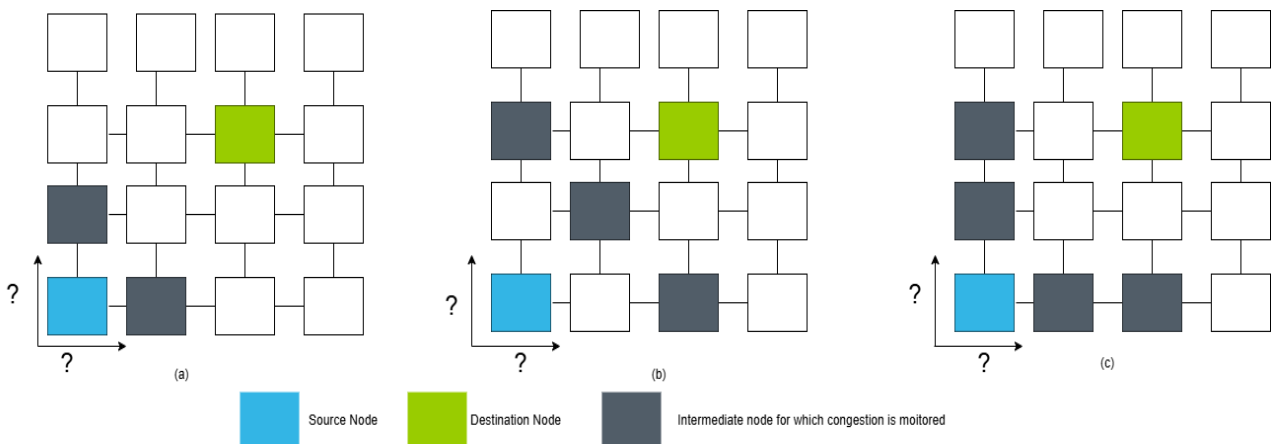 ?
?
(a)
?
?
(b)
?
?
(c)
Source Node
Destination Node
Intermediate node for which congestion is moitored